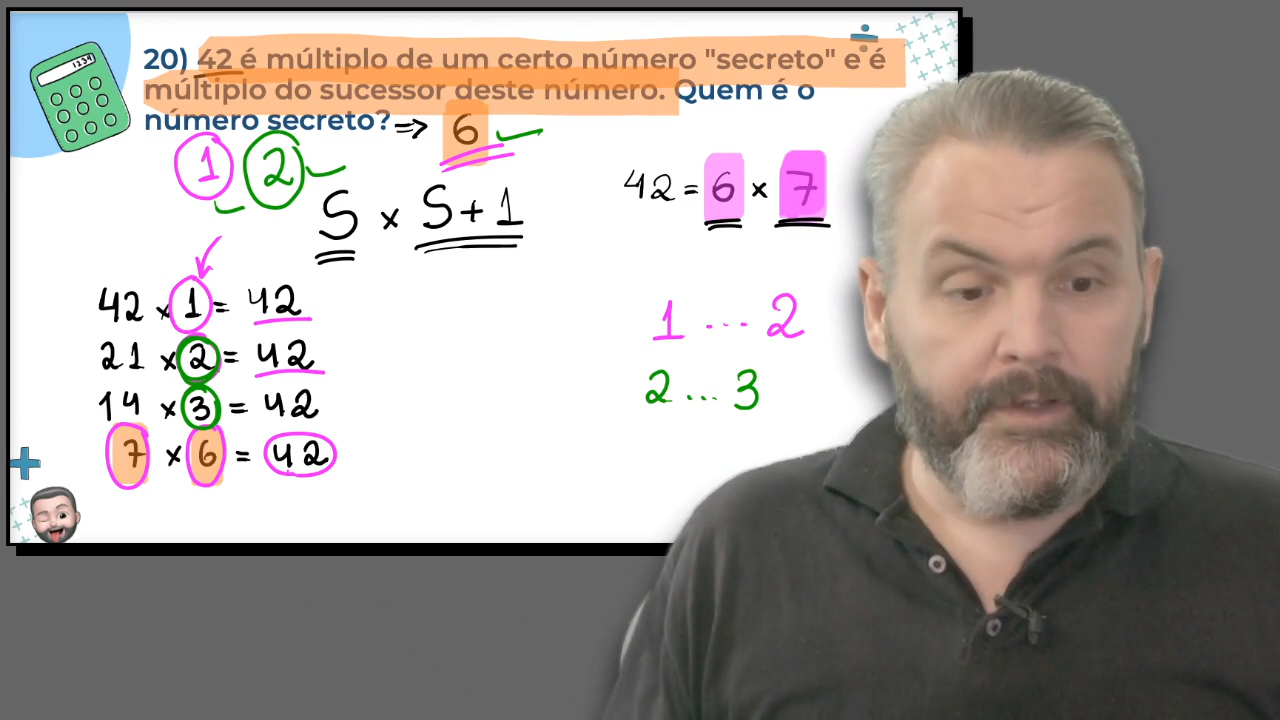 1234
20) 42 é múltiplo de um certo número "secreto" e é
múltiplo do sucessor deste número. Quem é o
número secreto? => 6
1 2
S × S+1
42 = 6 × 7
42 × 1 = 42
21 × 2 = 42
14 × 3 = 42
7 × 6 = 42
1 ... 2
2 ... 3